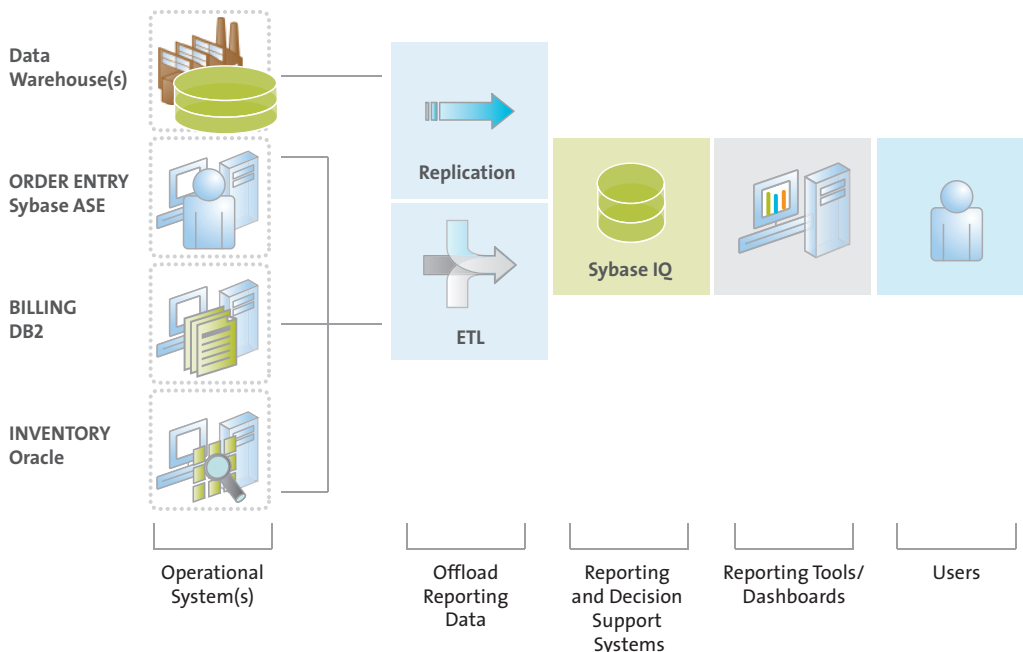 Data
Warehouse(s)
ORDER ENTRY
Sybase ASE
BILLING
DB2
INVENTORY
Oracle
Replication
ETL
Sybase IQ
Operational
System(s)
Offload
Reporting
Data
Reporting
and Decision
Support
Systems
Reporting Tools/
Dashboards
Users